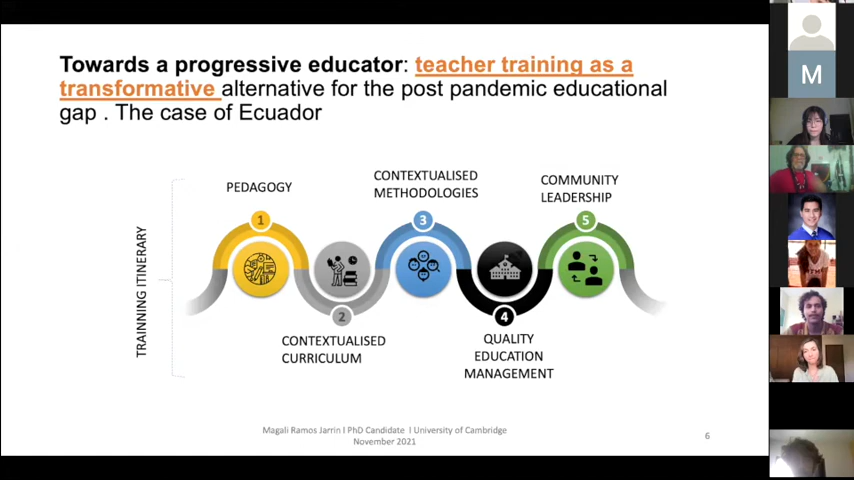 Towards a progressive educator: teacher training as a
transformative alternative for the post pandemic educational
gap . The case of Ecuador
TRAINNING ITINERARY
PEDAGOGY
1
2
CONTEXTUALISED
CURRICULUM
CONTEXTUALISED
METHODOLOGIES
3
4
QUALITY
EDUCATION
MANAGEMENT
COMMUNITY
LEADERSHIP
5
Magali Ramos Jarrin l PhD Candidate l University of Cambridge
November 2021
6
M